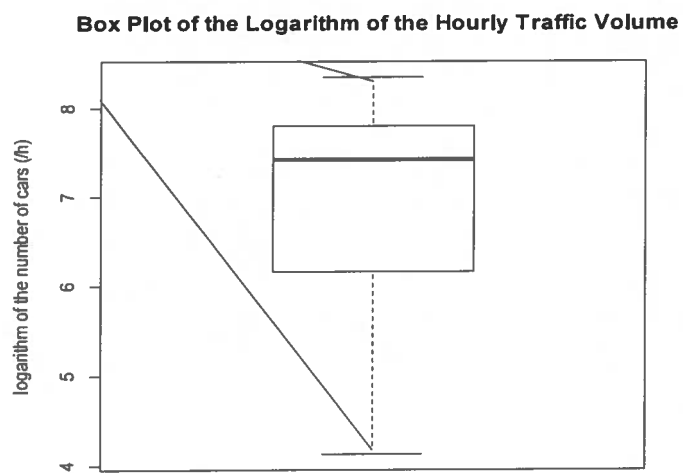 Box Plot of the Logarithm of the Hourly Traffic Volume
logarithm of the number of cars (/h)
8
7
6
5
4